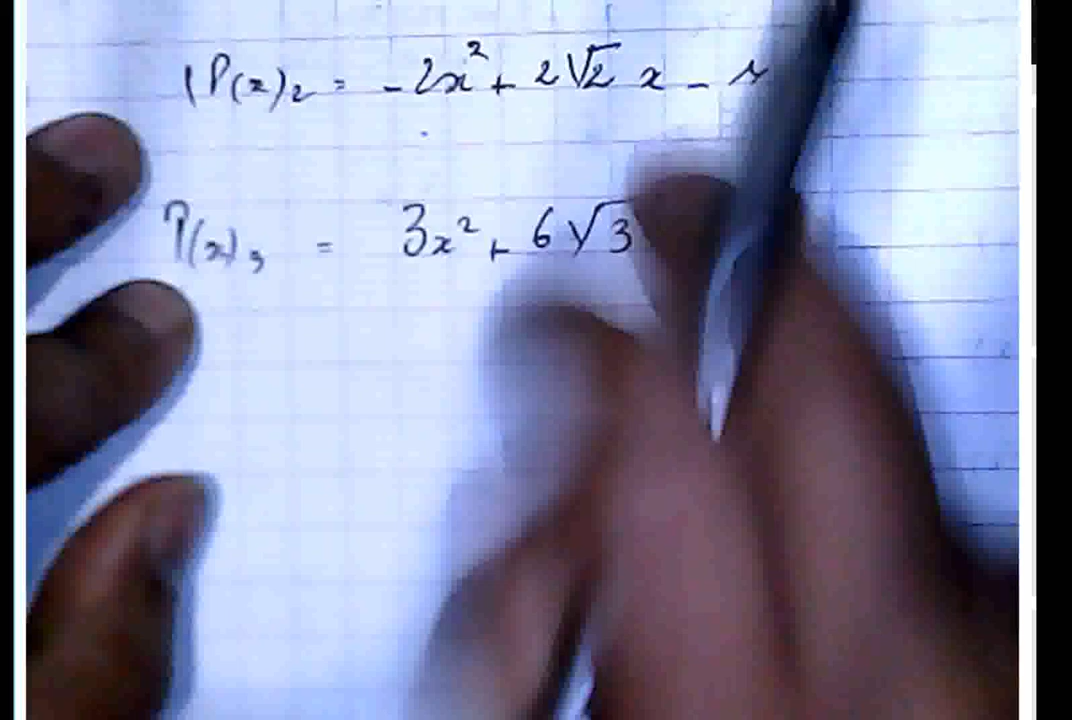 P(x)₂ = -2x² + 2√2 x - 1
P(x)₃ = 3x² + 6√3